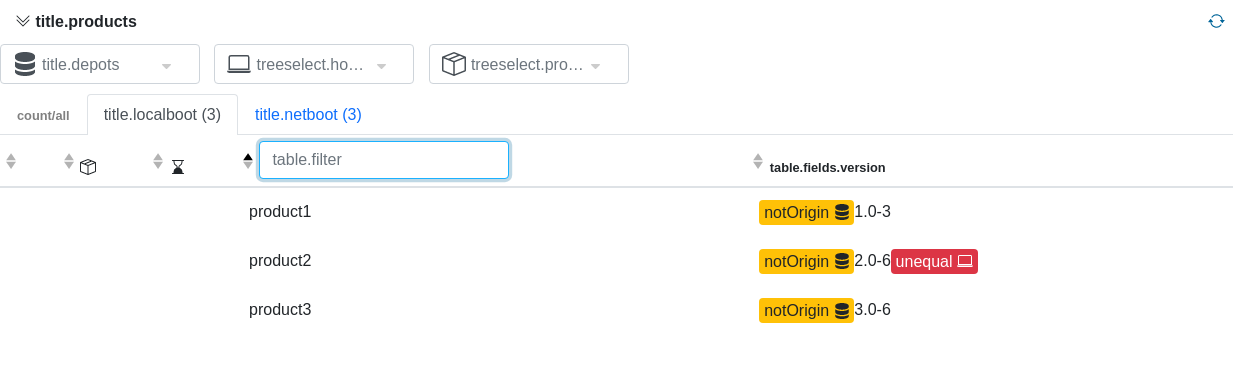 title.products
title.depots treeselect.ho… treeselect.pro…
count/all title.localboot (3) title.netboot (3)
table.filter table.fields.version
product1 notOrigin 1.0-3
product2 notOrigin 2.0-6 unequal
product3 notOrigin 3.0-6